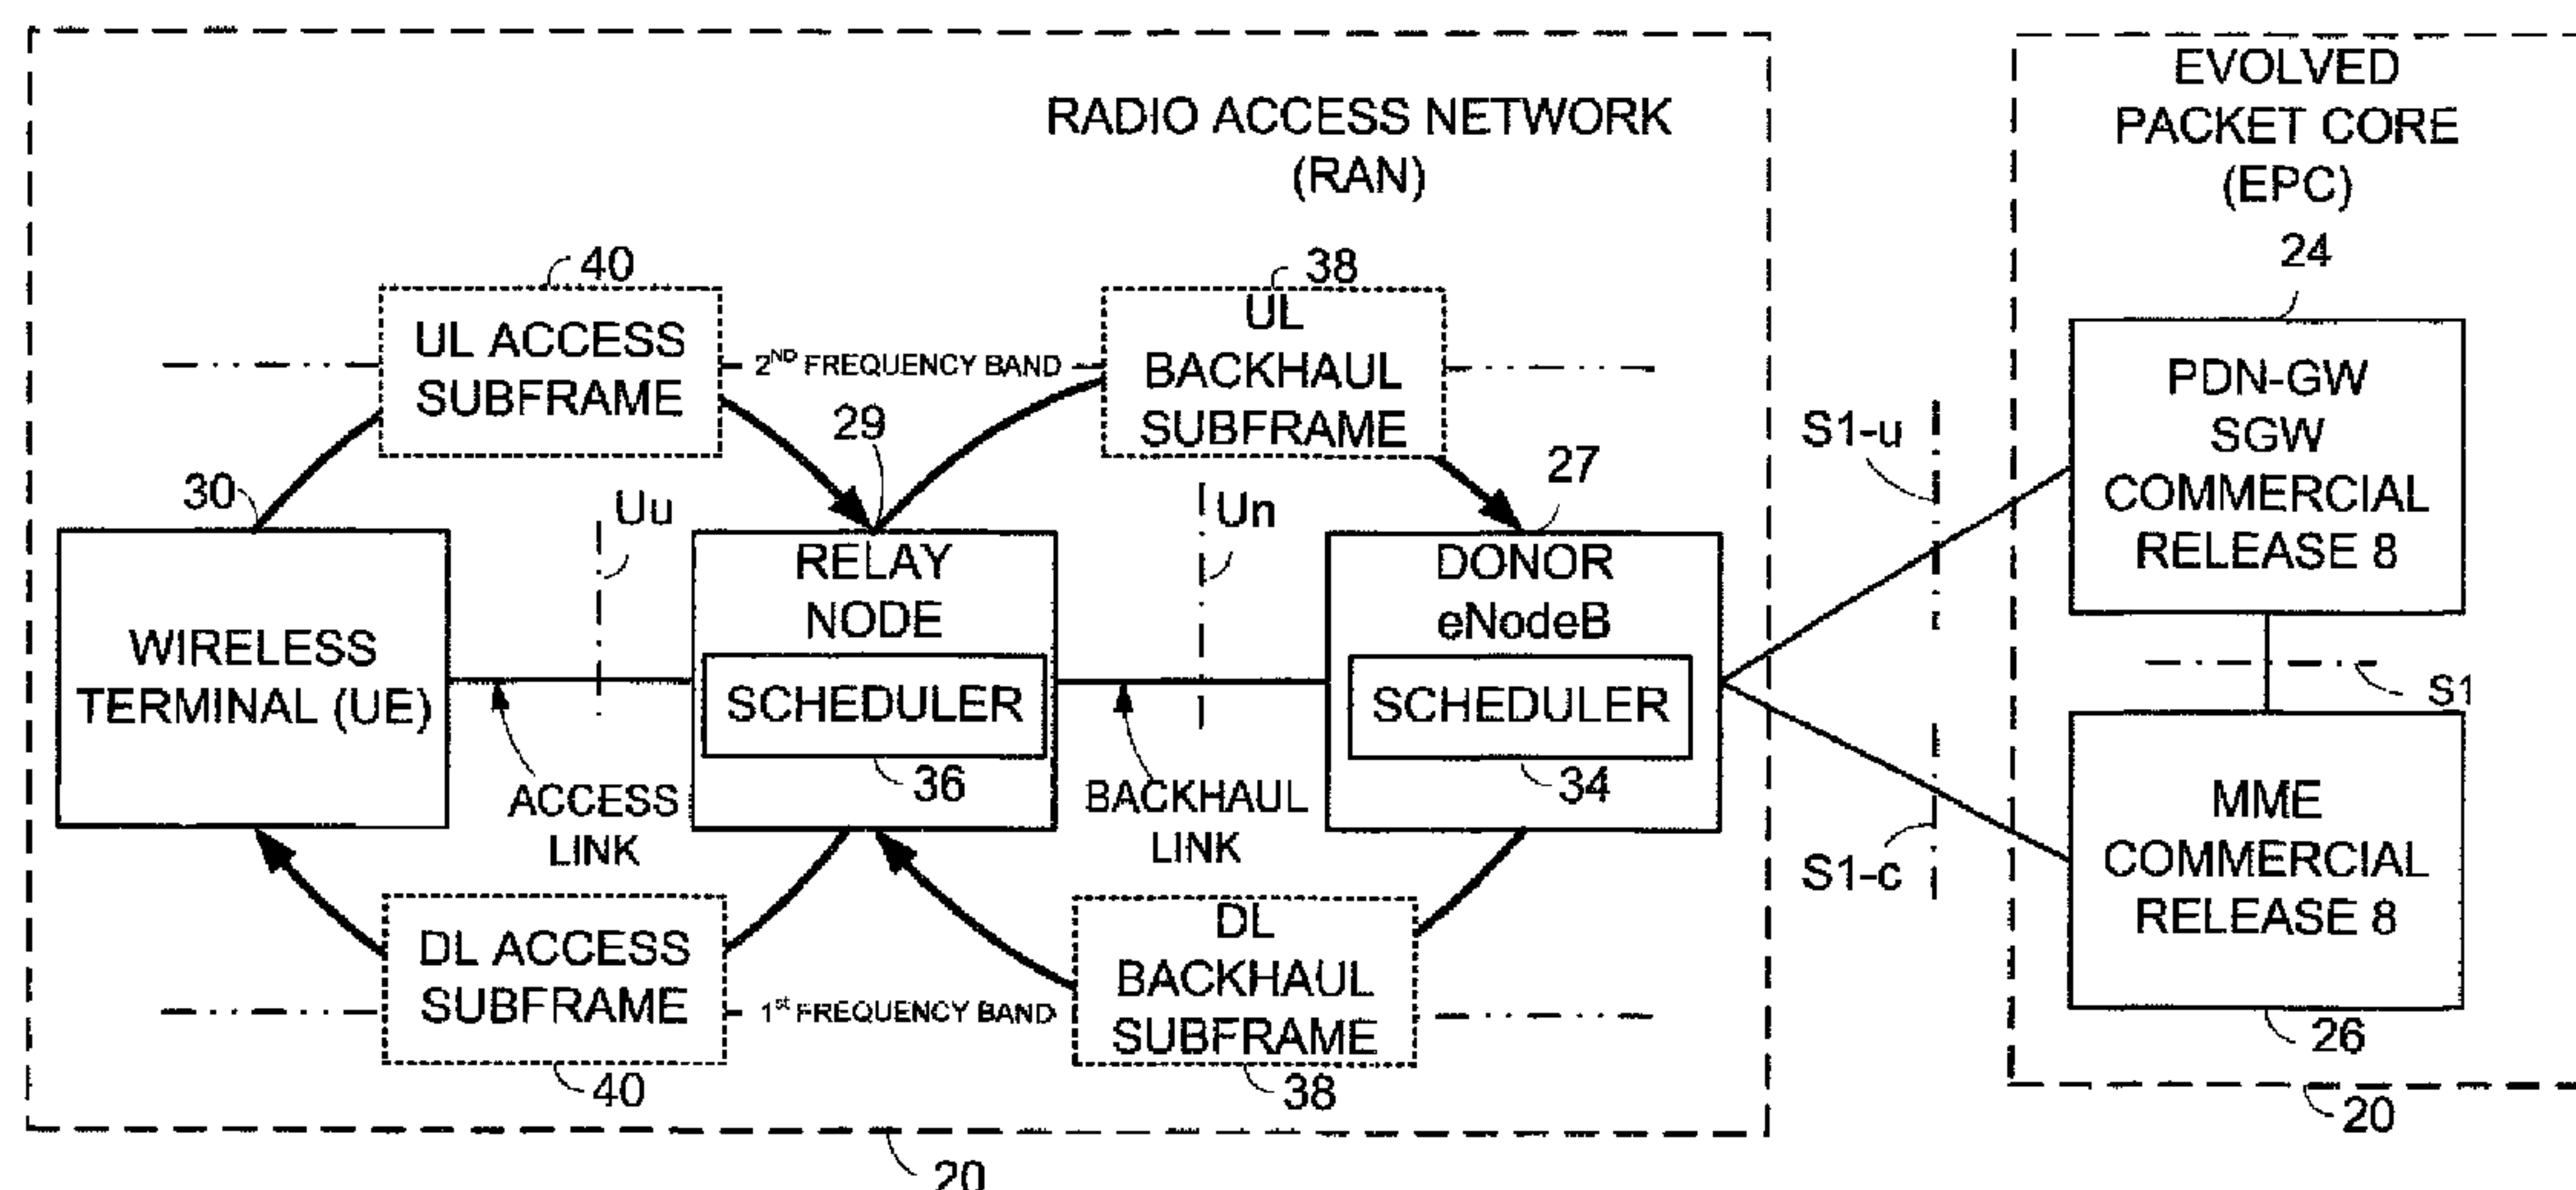 RADIO ACCESS NETWORK
(RAN)
EVOLVED
PACKET CORE
(EPC)
24
40
38
UL ACCESS
SUBFRAME
2ND FREQUENCY BAND
UL
BACKHAUL
SUBFRAME
29
27
30
Uu
Un
S1-u
PDN-GW
SGW
COMMERCIAL
RELEASE 8
WIRELESS
TERMINAL (UE)
RELAY
NODE
SCHEDULER
36
DONOR
eNodeB
SCHEDULER
34
S1
ACCESS
LINK
BACKHAUL
LINK
S1-c
MME
COMMERCIAL
RELEASE 8
26
DL ACCESS
SUBFRAME
1st FREQUENCY BAND
DL
BACKHAUL
SUBFRAME
40
38
20
20